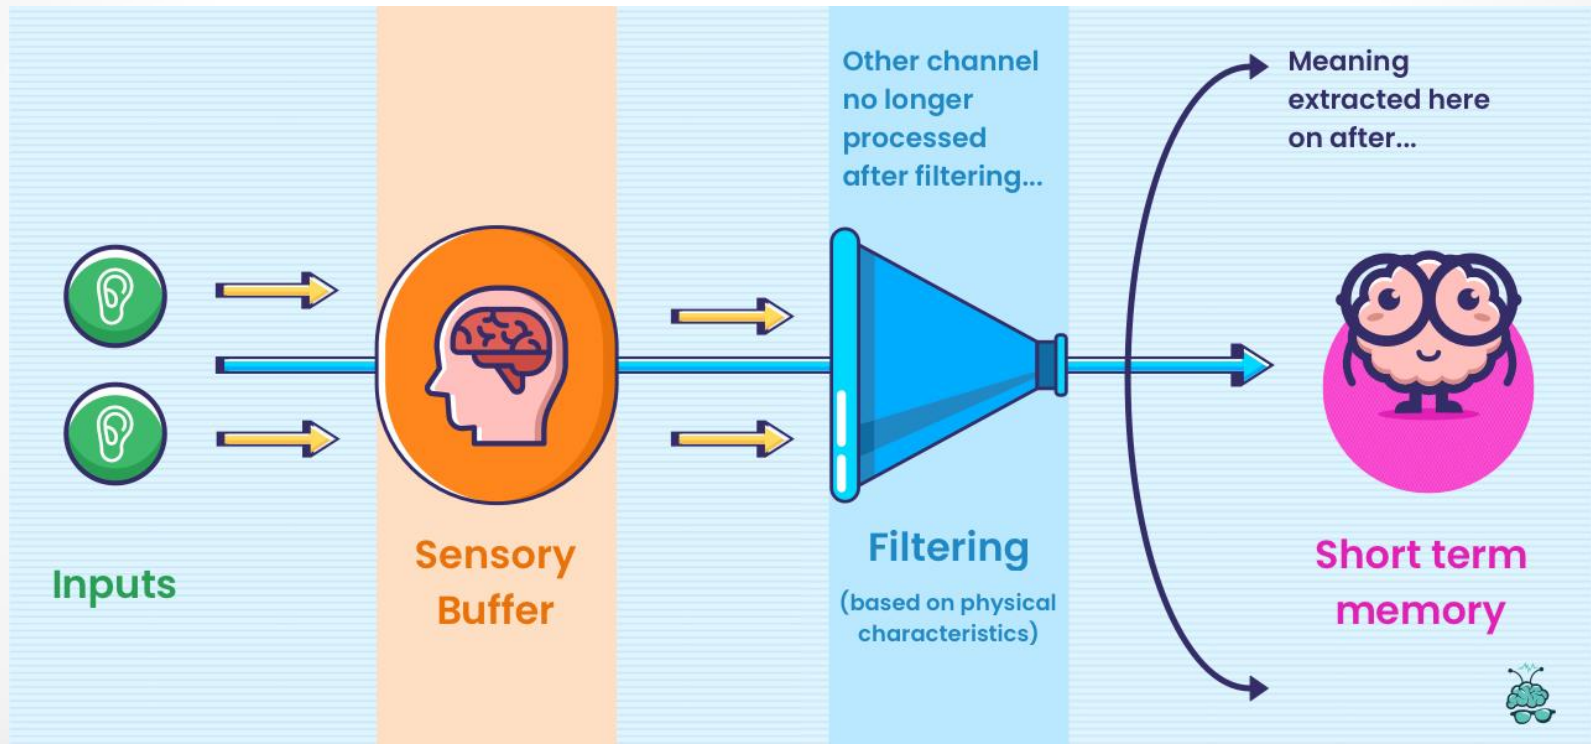 Inputs
Sensory
Buffer
Other channel
no longer
processed
after filtering...
Filtering
(based on physical
characteristics)
Meaning
extracted here
on after...
Short term
memory